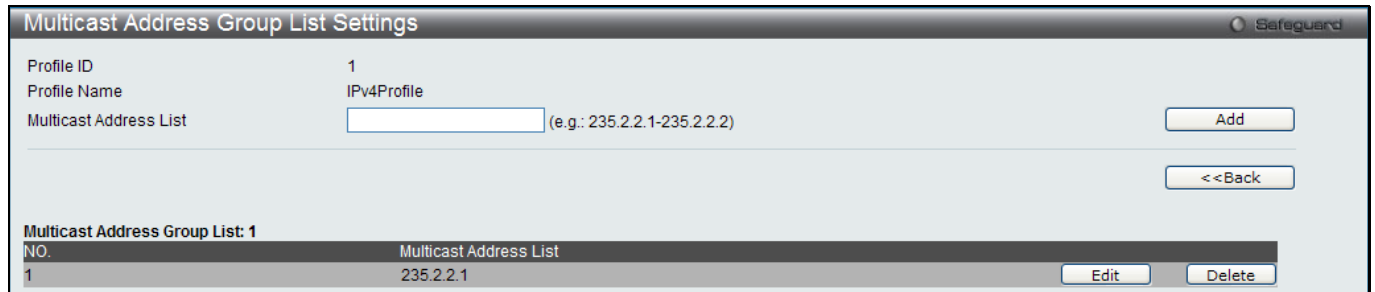 Multicast Address Group List Settings Safeguard
Profile ID 1
Profile Name IPv4Profile
Multicast Address List (e.g.: 235.2.2.1-235.2.2.2) Add
<<Back
Multicast Address Group List: 1
NO. Multicast Address List
1 235.2.2.1 Edit Delete